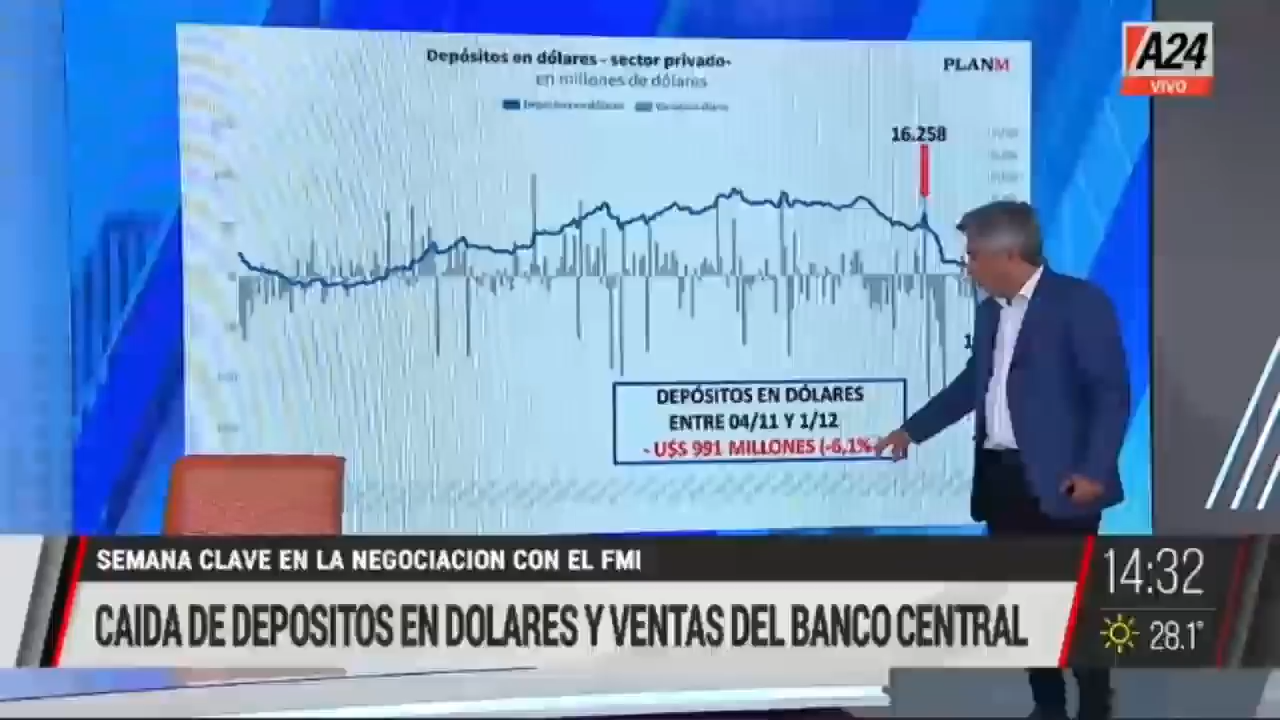 Depósitos en dólares - sector privado-
en millones de dólares
PLANM
A24
VIVO
16.258
DEPÓSITOS EN DÓLARES
ENTRE 04/11 Y 1/12
- U$S 991 MILLONES (-6,1%
SEMANA CLAVE EN LA NEGOCIACION CON EL FMI
CAIDA DE DEPOSITOS EN DOLARES Y VENTAS DEL BANCO CENTRAL
14:32
28.1°